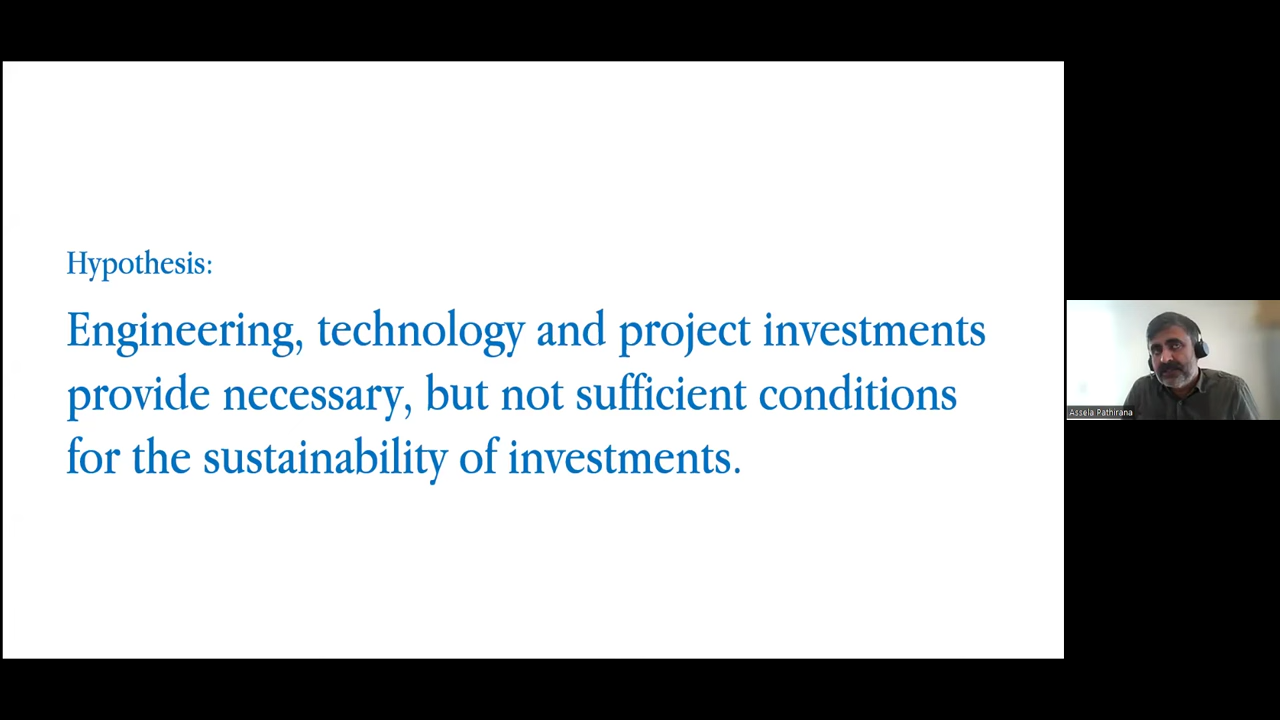 Hypothesis:
Engineering, technology and project investments
provide necessary, but not sufficient conditions
for the sustainability of investments.
Assela Pathirana